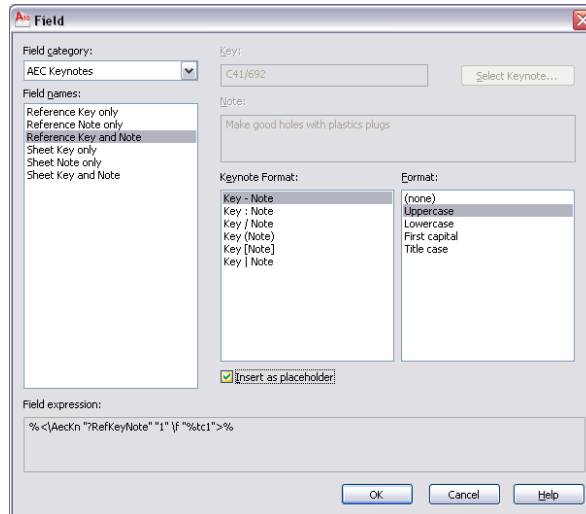 Field
Field category:
AEC Keynotes
Field names:
Reference Key only
Reference Note only
Reference Key and Note
Sheet Key only
Sheet Note only
Sheet Key and Note
Key:
C41/692
Select Keynote...
Note:
Make good holes with plastics plugs
Keynote Format:
Key - Note
Key : Note
Key / Note
Key (Note)
Key [Note]
Key | Note
Format:
(none)
Uppercase
Lowercase
First capital
Title case
Insert as placeholder
Field expression:
%<\AecKn "?RefKeyNote" "1" \f "%tc1">%
OK
Cancel
Help